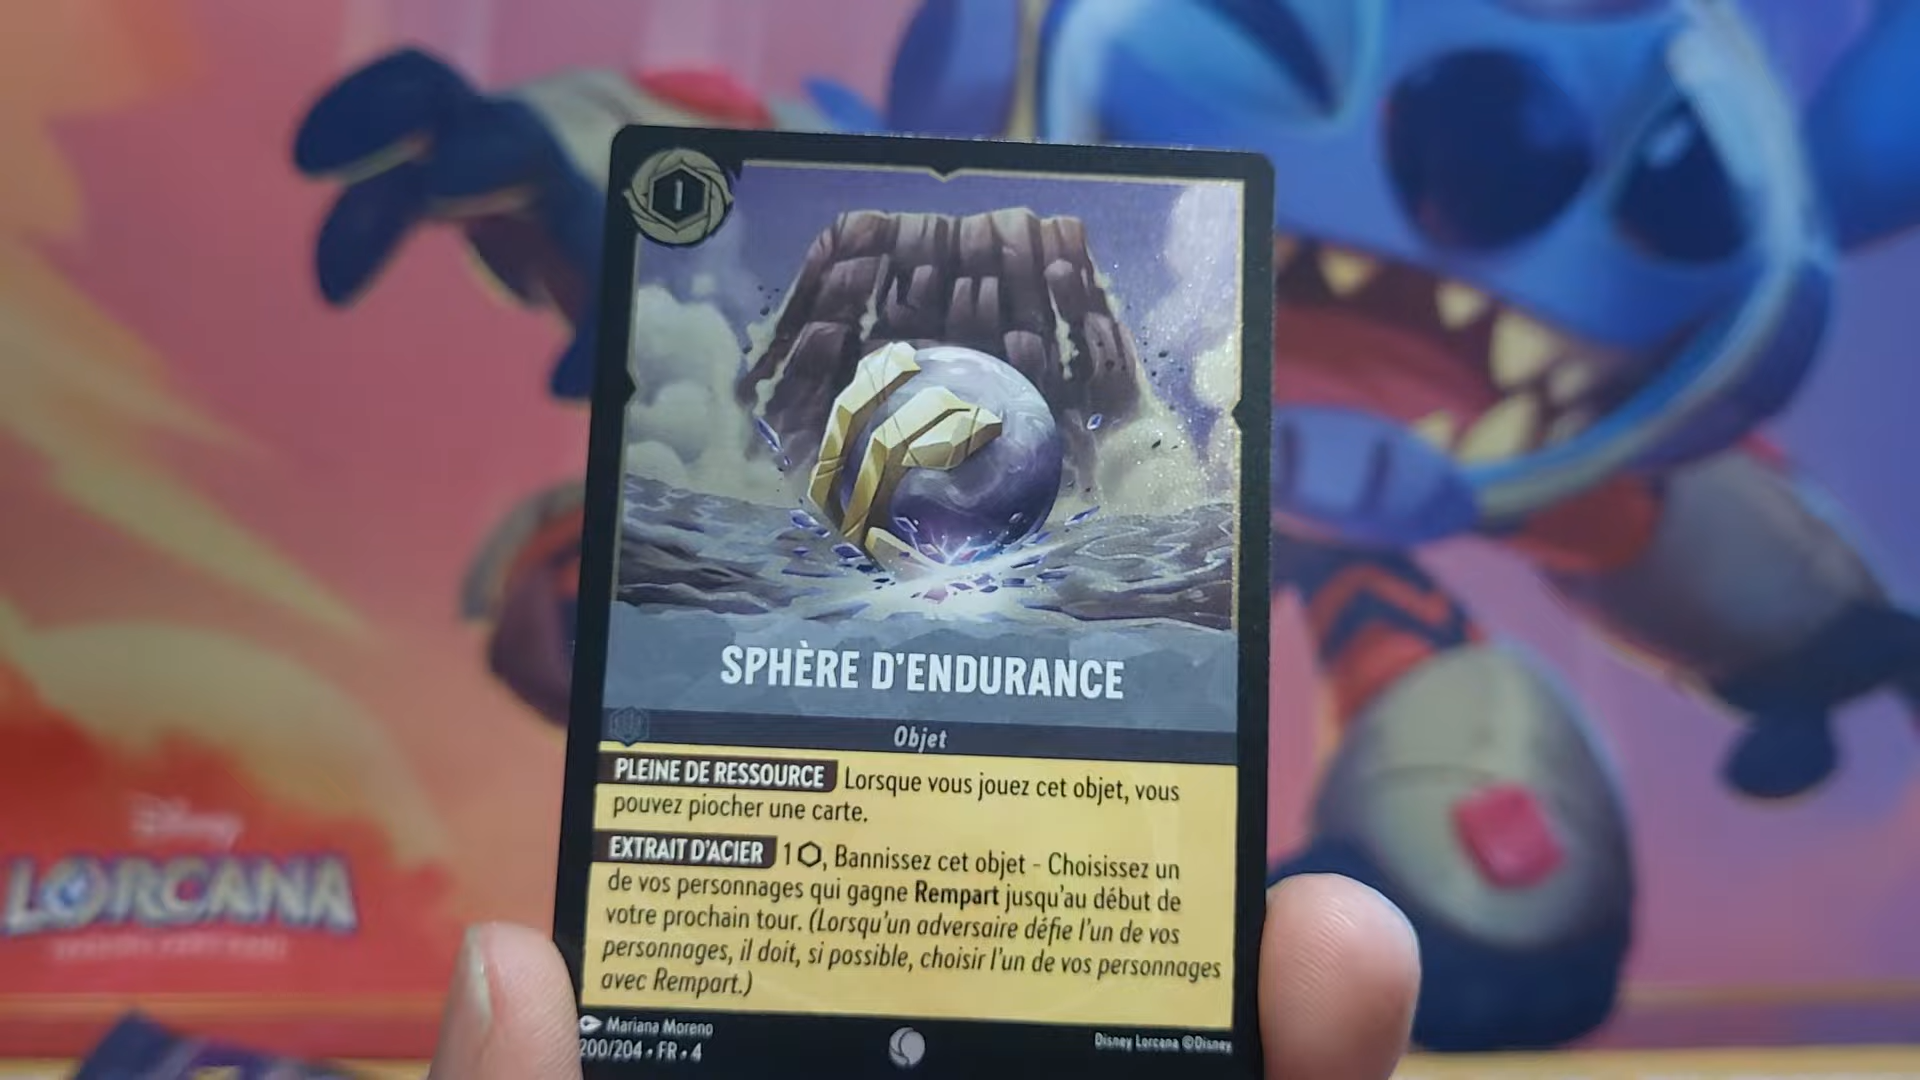 1
SPHÈRE D'ENDURANCE
Objet
PLEINE DE RESSOURCE Lorsque vous jouez cet objet, vous
pouvez piocher une carte.
EXTRAIT D'ACIER 1⬡, Bannissez cet objet - Choisissez un
de vos personnages qui gagne Rempart jusqu'au début de
votre prochain tour. (Lorsqu'un adversaire défie l'un de vos
personnages, il doit, si possible, choisir l'un de vos personnages
avec Rempart.)
Mariana Moreno
200/204 • FR • 4
Disney Lorcana ©Disney
Disney
LORCANA